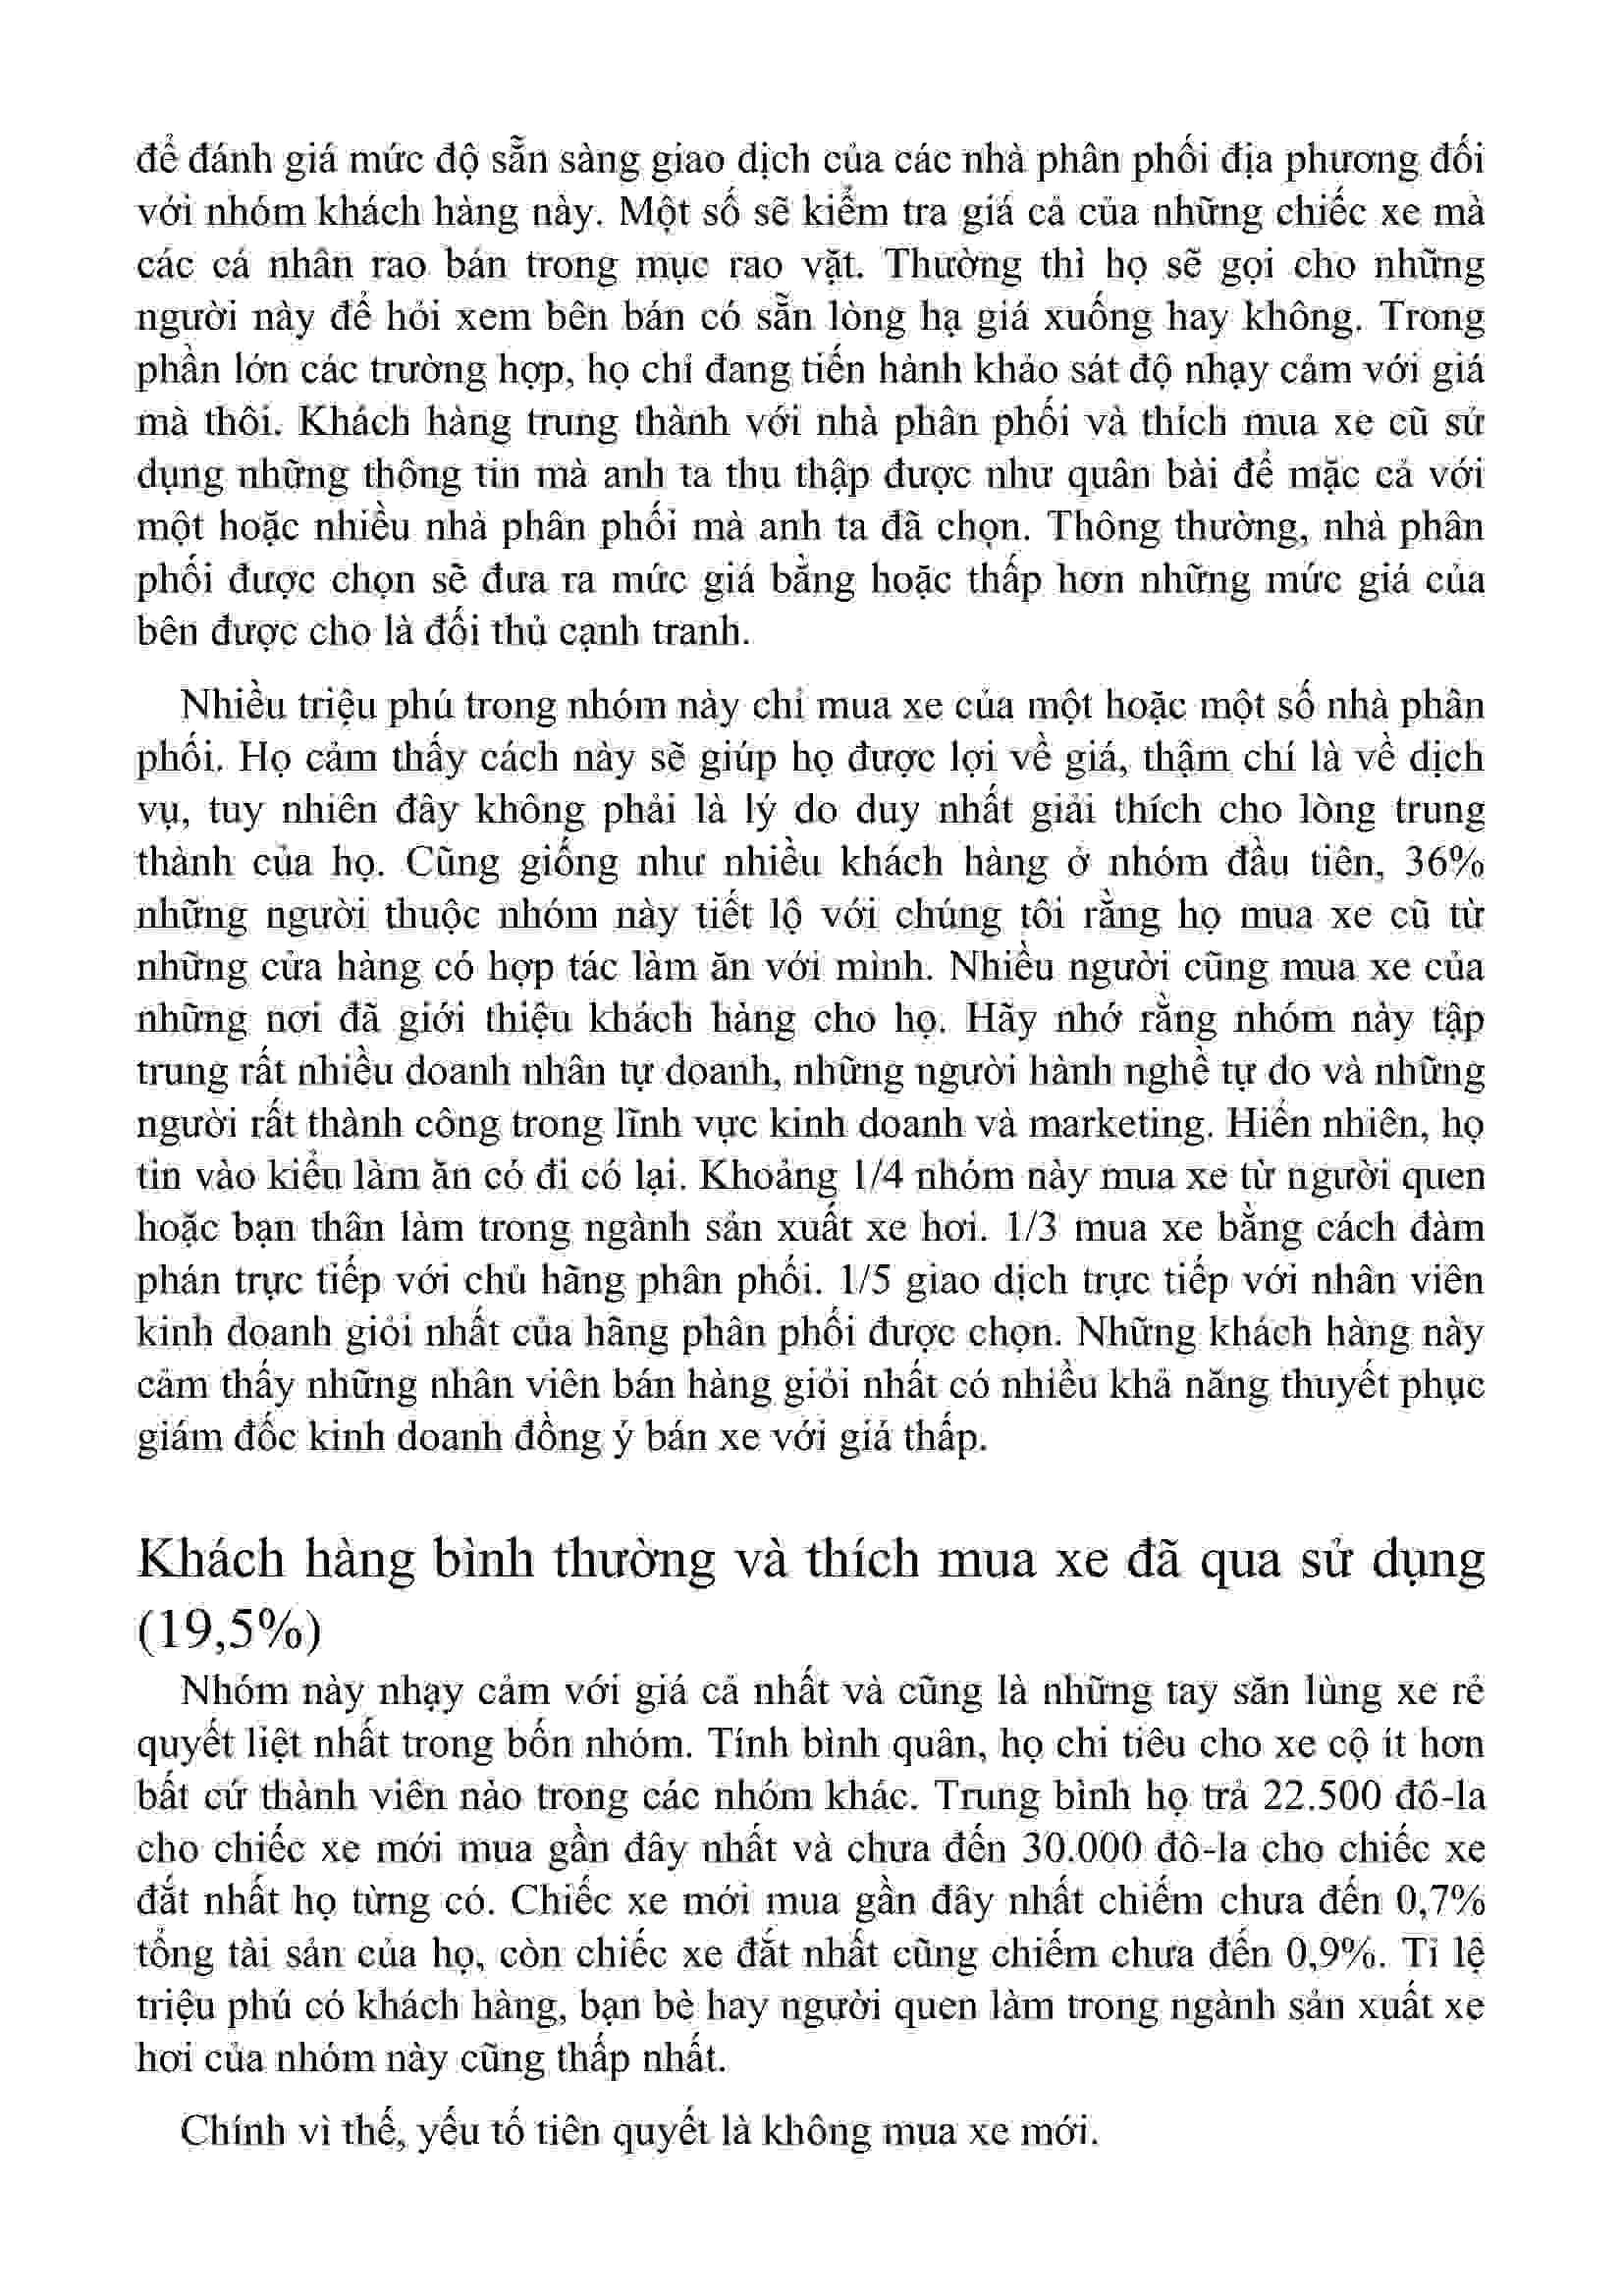 để đánh giá mức độ sẵn sàng giao dịch của các nhà phân phối địa phương đối
với nhóm khách hàng này. Một số sẽ kiểm tra giá cả của những chiếc xe mà
các cá nhân rao bán trong mục rao vặt. Thường thì họ sẽ gọi cho những
người này để hỏi xem bên bán có sẵn lòng hạ giá xuống hay không. Trong
phần lớn các trường hợp, họ chỉ đang tiến hành khảo sát độ nhạy cảm với giá
mà thôi. Khách hàng trung thành với nhà phân phối và thích mua xe cũ sử
dụng những thông tin mà anh ta thu thập được như quân bài để mặc cả với
một hoặc nhiều nhà phân phối mà anh ta đã chọn. Thông thường, nhà phân
phối được chọn sẽ đưa ra mức giá bằng hoặc thấp hơn những mức giá của
bên được cho là đối thủ cạnh tranh.
Nhiều triệu phú trong nhóm này chỉ mua xe của một hoặc một số nhà phân
phối. Họ cảm thấy cách này sẽ giúp họ được lợi về giá, thậm chí là về dịch
vụ, tuy nhiên đây không phải là lý do duy nhất giải thích cho lòng trung
thành của họ. Cũng giống như nhiều khách hàng ở nhóm đầu tiên, 36%
những người thuộc nhóm này tiết lộ với chúng tôi rằng họ mua xe cũ từ
những cửa hàng có hợp tác làm ăn với mình. Nhiều người cũng mua xe của
những nơi đã giới thiệu khách hàng cho họ. Hãy nhớ rằng nhóm này tập
trung rất nhiều doanh nhân tự doanh, những người hành nghề tự do và những
người rất thành công trong lĩnh vực kinh doanh và marketing. Hiển nhiên, họ
tin vào kiểu làm ăn có đi có lại. Khoảng 1/4 nhóm này mua xe từ người quen
hoặc bạn thân làm trong ngành sản xuất xe hơi. 1/3 mua xe bằng cách đàm
phán trực tiếp với chủ hãng phân phối. 1/5 giao dịch trực tiếp với nhân viên
kinh doanh giỏi nhất của hãng phân phối được chọn. Những khách hàng này
cảm thấy những nhân viên bán hàng giỏi nhất có nhiều khả năng thuyết phục
giám đốc kinh doanh đồng ý bán xe với giá thấp.
Khách hàng bình thường và thích mua xe đã qua sử dụng
(19,5%)
Nhóm này nhạy cảm với giá cả nhất và cũng là những tay săn lùng xe rẻ
quyết liệt nhất trong bốn nhóm. Tính bình quân, họ chi tiêu cho xe cộ ít hơn
bất cứ thành viên nào trong các nhóm khác. Trung bình họ trả 22.500 đô-la
cho chiếc xe mới mua gần đây nhất và chưa đến 30.000 đô-la cho chiếc xe
đắt nhất họ từng có. Chiếc xe mới mua gần đây nhất chiếm chưa đến 0,7%
tổng tài sản của họ, còn chiếc xe đắt nhất cũng chiếm chưa đến 0,9%. Tỉ lệ
triệu phú có khách hàng, bạn bè hay người quen làm trong ngành sản xuất xe
hơi của nhóm này cũng thấp nhất.
Chính vì thế, yếu tố tiên quyết là không mua xe mới.